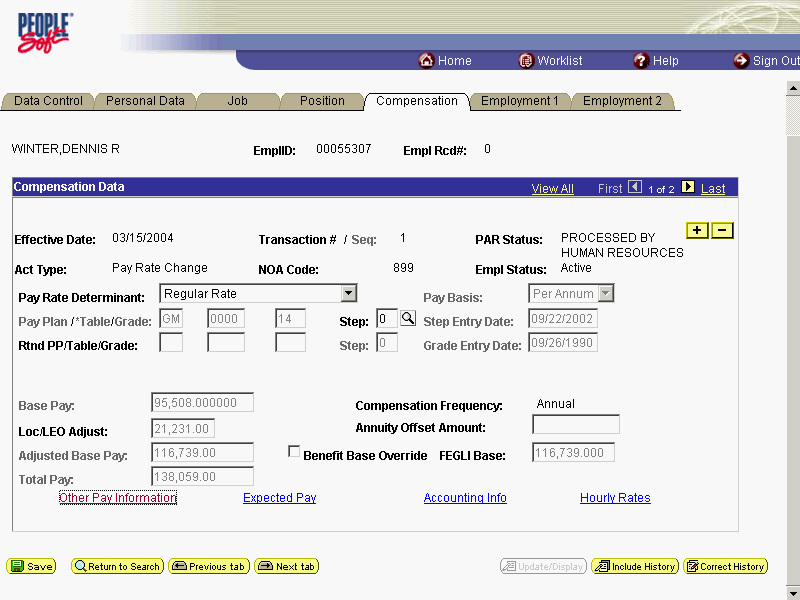 PEOPLE
Soft
Home Worklist Help Sign Out
Data Control Personal Data Job Position Compensation Employment 1 Employment 2
WINTER,DENNIS R EmplID: 00055307 Empl Rcd#: 0
Compensation Data View All First 1 of 2 Last
Effective Date: 03/15/2004 Transaction # / Seq: 1 PAR Status: PROCESSED BY HUMAN RESOURCES + −
Act Type: Pay Rate Change NOA Code: 899 Empl Status: Active
Pay Rate Determinant: Regular Rate Pay Basis: Per Annum
Pay Plan /*Table/Grade: GM 0000 14 Step: 0 Step Entry Date: 09/22/2002
Rtnd PP/Table/Grade: Step: 0 Grade Entry Date: 09/26/1990
Base Pay: 95,508.000000 Compensation Frequency: Annual
Loc/LEO Adjust: 21,231.00 Annuity Offset Amount:
Adjusted Base Pay: 116,739.00 Benefit Base Override FEGLI Base: 116,739.000
Total Pay: 138,059.00
Other Pay Information Expected Pay Accounting Info Hourly Rates
Save Return to Search Previous tab Next tab Update/Display Include History Correct History